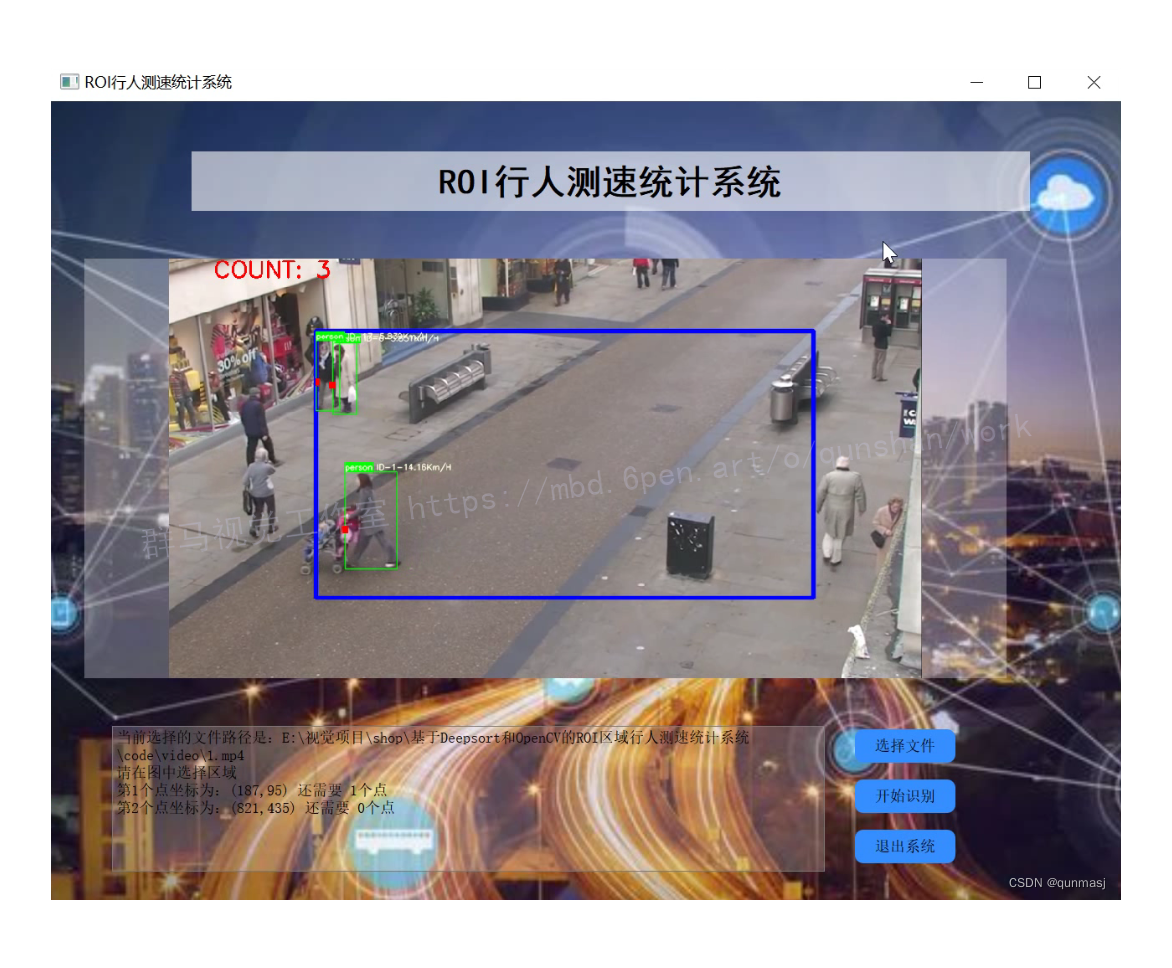 ROI行人测速统计系统
ROI行人测速统计系统
COUNT: 3
30% off
person
person ID-1-14.16Km/H
群马视觉工作室 https://mbd.6pen.art/o/qunshan/work
当前选择的文件路径是: E:\视觉项目\shop\基于Deepsort和OpenCV的ROI区域行人测速统计系统
\code\video\1.mp4
请在图中选择区域
第1个点坐标为: (187,95) 还需要 1个点
第2个点坐标为: (821,435) 还需要 0个点
选择文件
开始识别
退出系统
CSDN @qunmasj